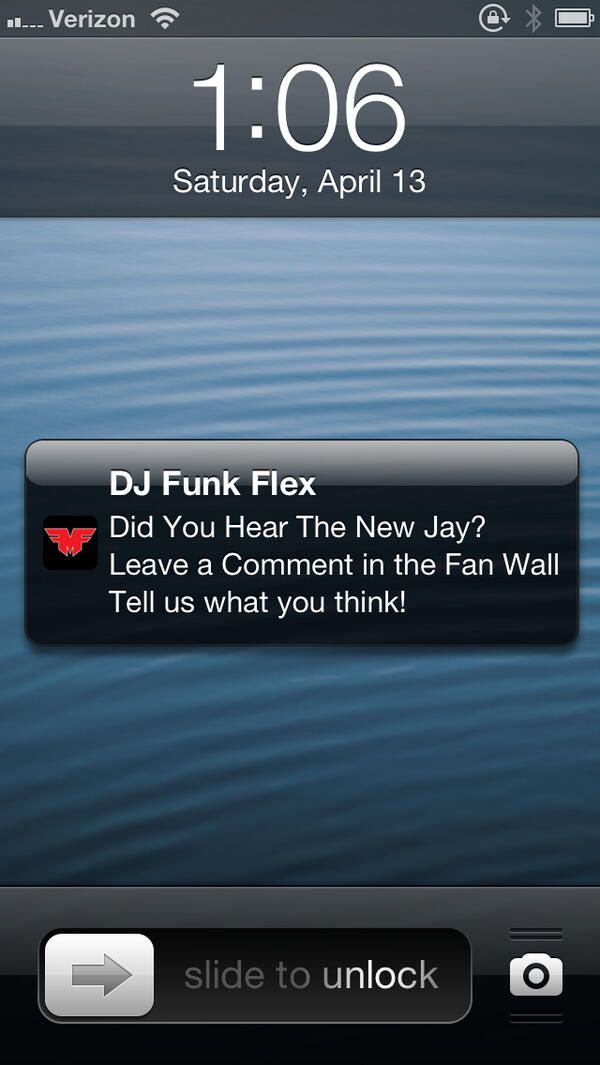 Verizon
1:06
Saturday, April 13
DJ Funk Flex
Did You Hear The New Jay?
Leave a Comment in the Fan Wall
Tell us what you think!
slide to unlock